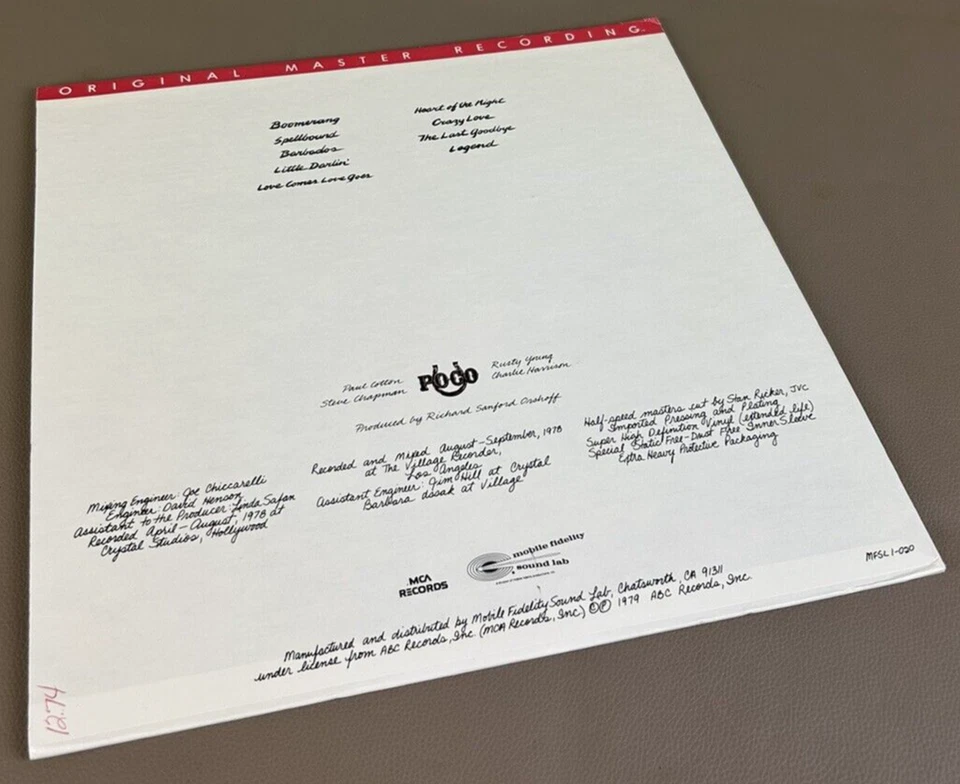 ORIGINAL MASTER RECORDING
Boomerang
Spellbound
Barbados
Little Darlin'
Love Comes Love Goes
Heart of the Night
Crazy Love
The Last Goodbye
Legend
Paul Cotton
Steve Chapman
POCO
Rusty Young
Charlie Harrison
Produced by Richard Sanford Orshoff
Mixing Engineer: Joe Chiccarelli
Engineer: David Henson
Assistant to the Producer: Linda Safan
Recorded April-August, 1978 at
Crystal Studios, Hollywood
Recorded and Mixed August-September, 1978
at The Village Recorder,
Los Angeles
Assistant Engineer: Jim Hill at Crystal
Barbara Issak at Village
Half-speed masters cut by Stan Ricker, JVC
Imported Pressing and Plating
Super High Definition Vinyl (extended life)
Special Static Free-Dust Free Inner Sleeve
Extra Heavy Protective Packaging
MCA
RECORDS
mobile fidelity
sound lab
MFSL 1-020
Manufactured and distributed by Mobile Fidelity Sound Lab, Chatsworth, CA 91311
under license from ABC Records, Inc. (MCA Records, Inc.) © ℗ 1979 ABC Records, Inc.
12.74